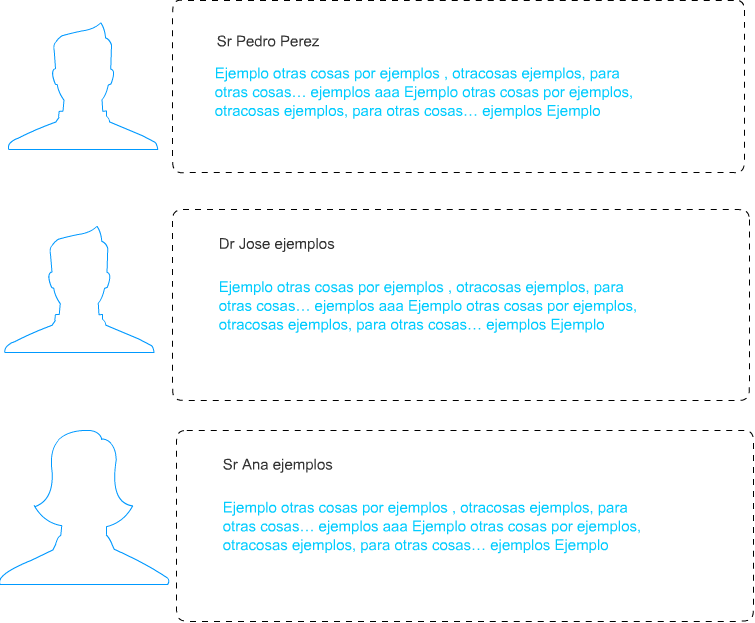 Sr Pedro Perez
Ejemplo otras cosas por ejemplos , otracosas ejemplos, para
otras cosas... ejemplos aaa Ejemplo otras cosas por ejemplos,
otracosas ejemplos, para otras cosas... ejemplos Ejemplo
Dr Jose ejemplos
Ejemplo otras cosas por ejemplos , otracosas ejemplos, para
otras cosas... ejemplos aaa Ejemplo otras cosas por ejemplos,
otracosas ejemplos, para otras cosas... ejemplos Ejemplo
Sr Ana ejemplos
Ejemplo otras cosas por ejemplos , otracosas ejemplos, para
otras cosas... ejemplos aaa Ejemplo otras cosas por ejemplos,
otracosas ejemplos, para otras cosas... ejemplos Ejemplo